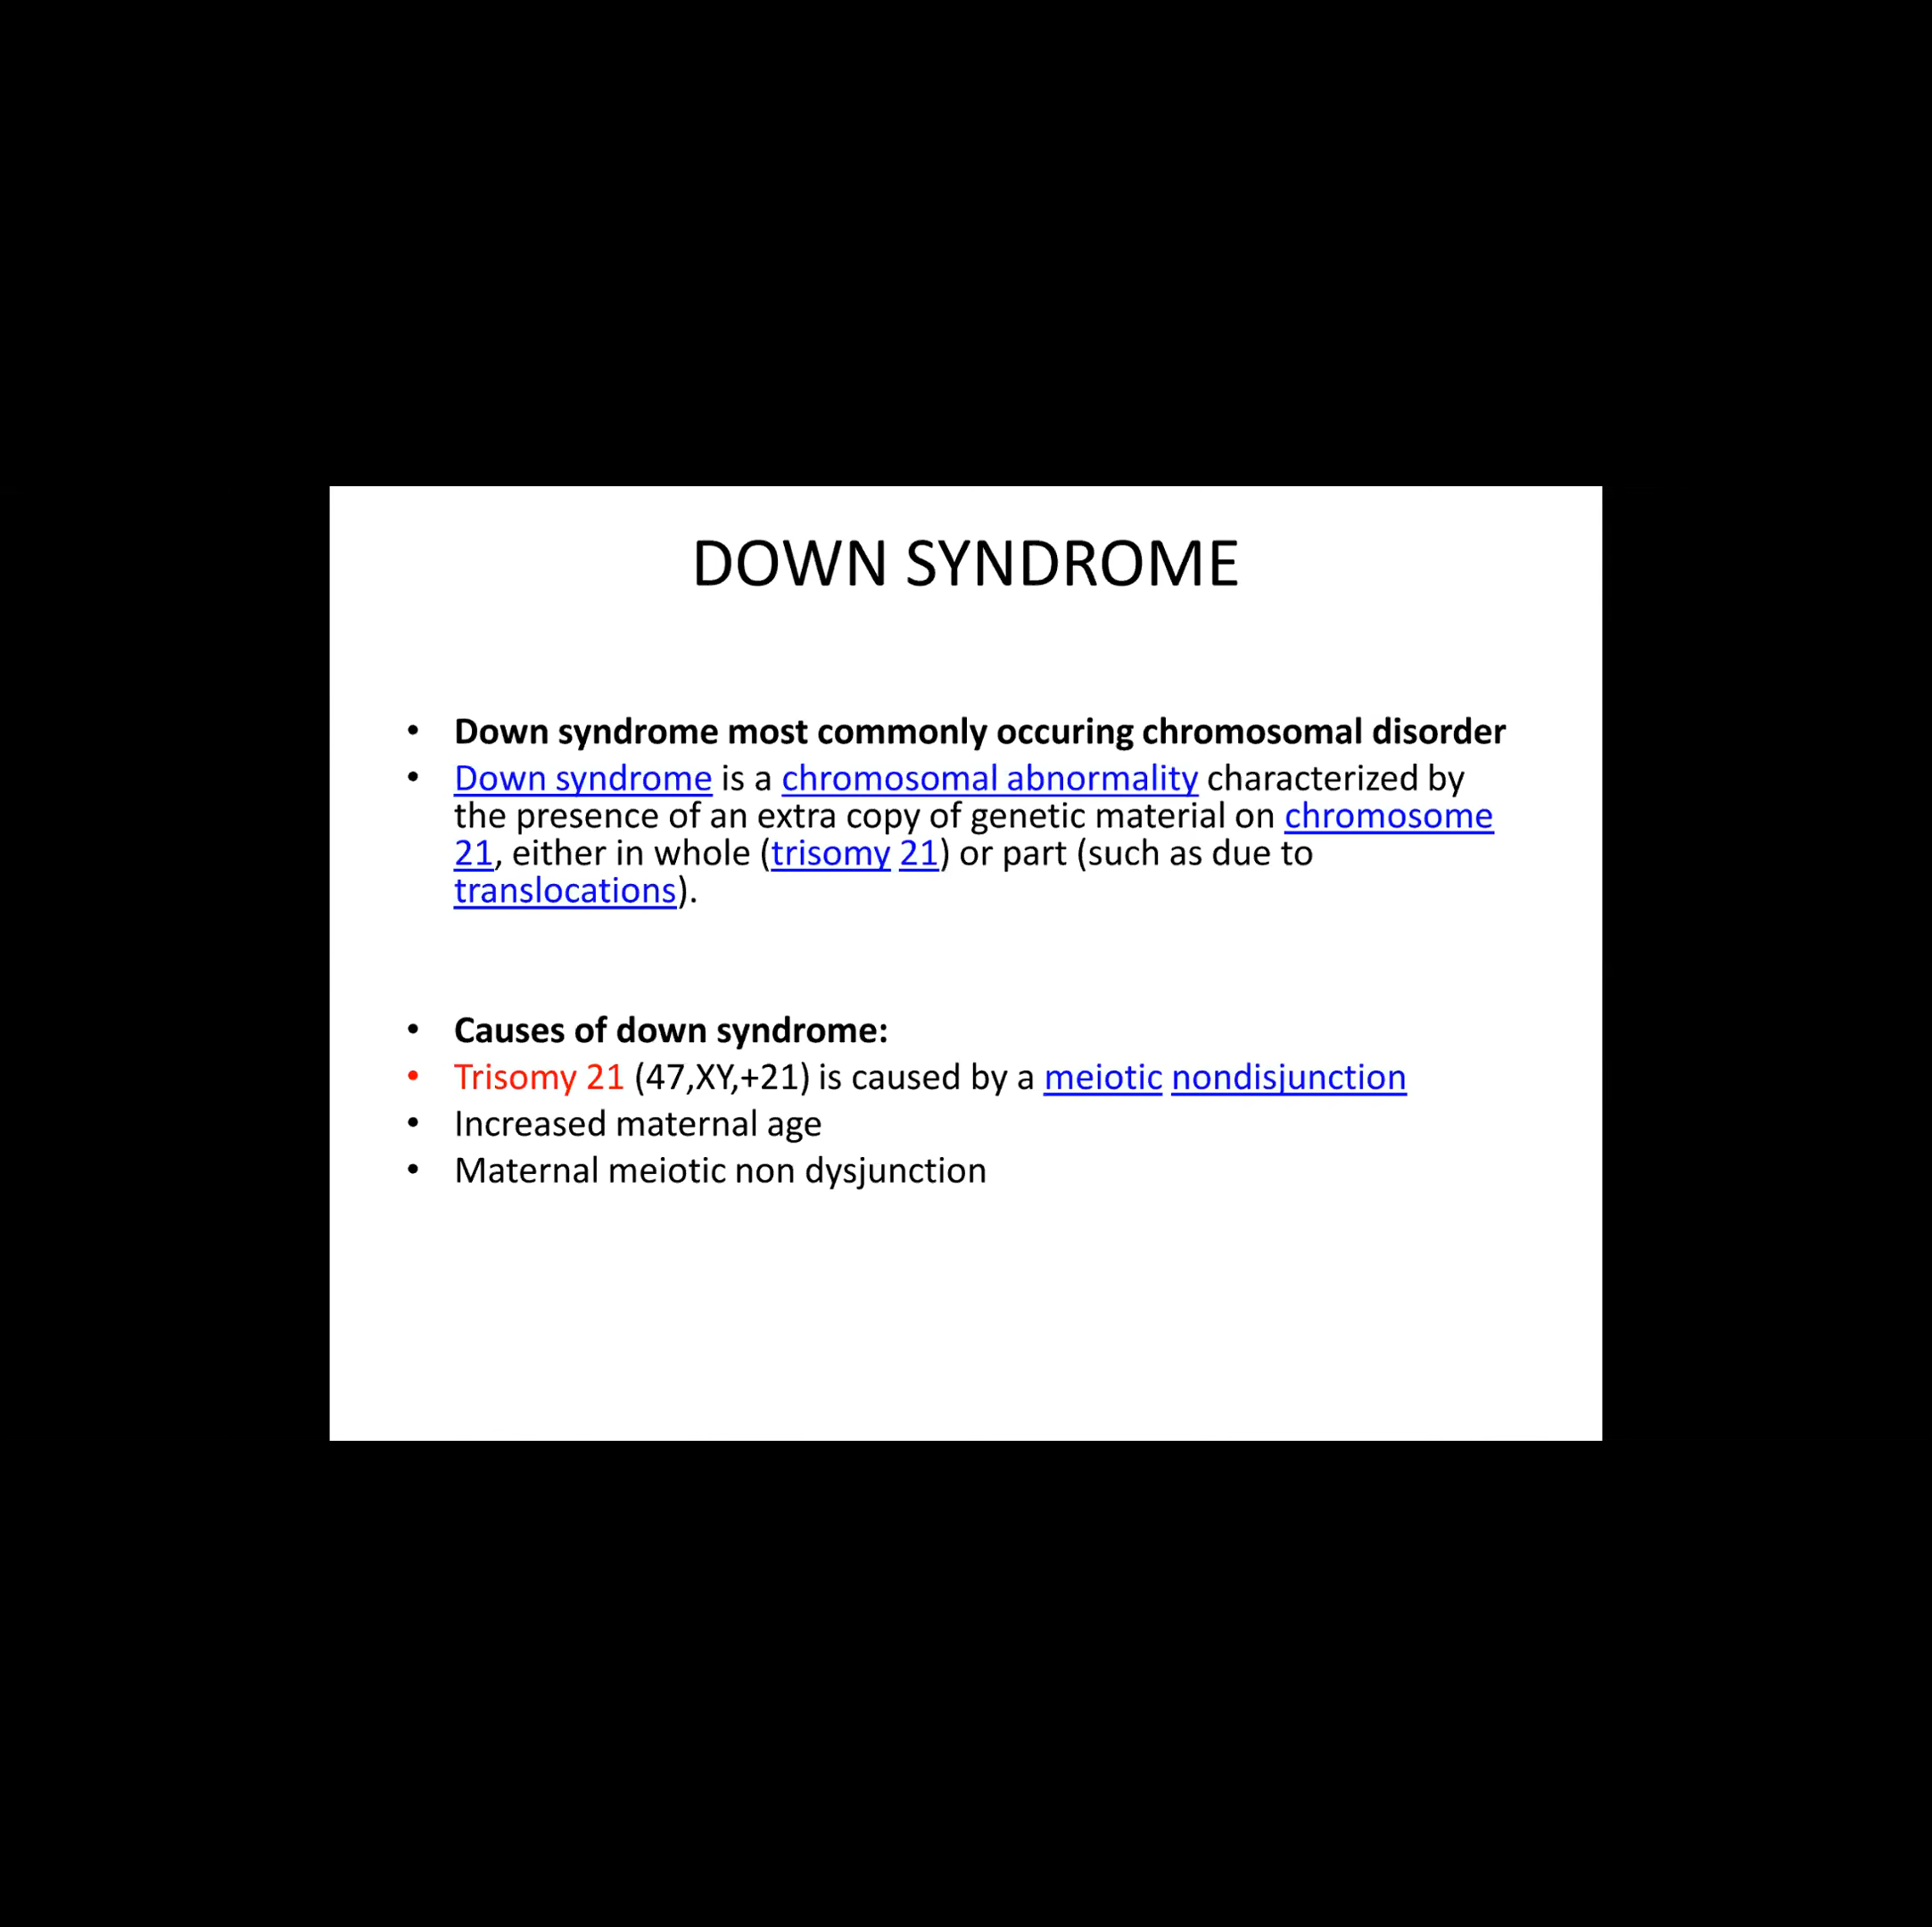 DOWN SYNDROME
• Down syndrome most commonly occuring chromosomal disorder
• Down syndrome is a chromosomal abnormality characterized by
the presence of an extra copy of genetic material on chromosome
21, either in whole (trisomy 21) or part (such as due to
translocations).
• Causes of down syndrome:
• Trisomy 21 (47,XY,+21) is caused by a meiotic nondisjunction
• Increased maternal age
• Maternal meiotic non dysjunction